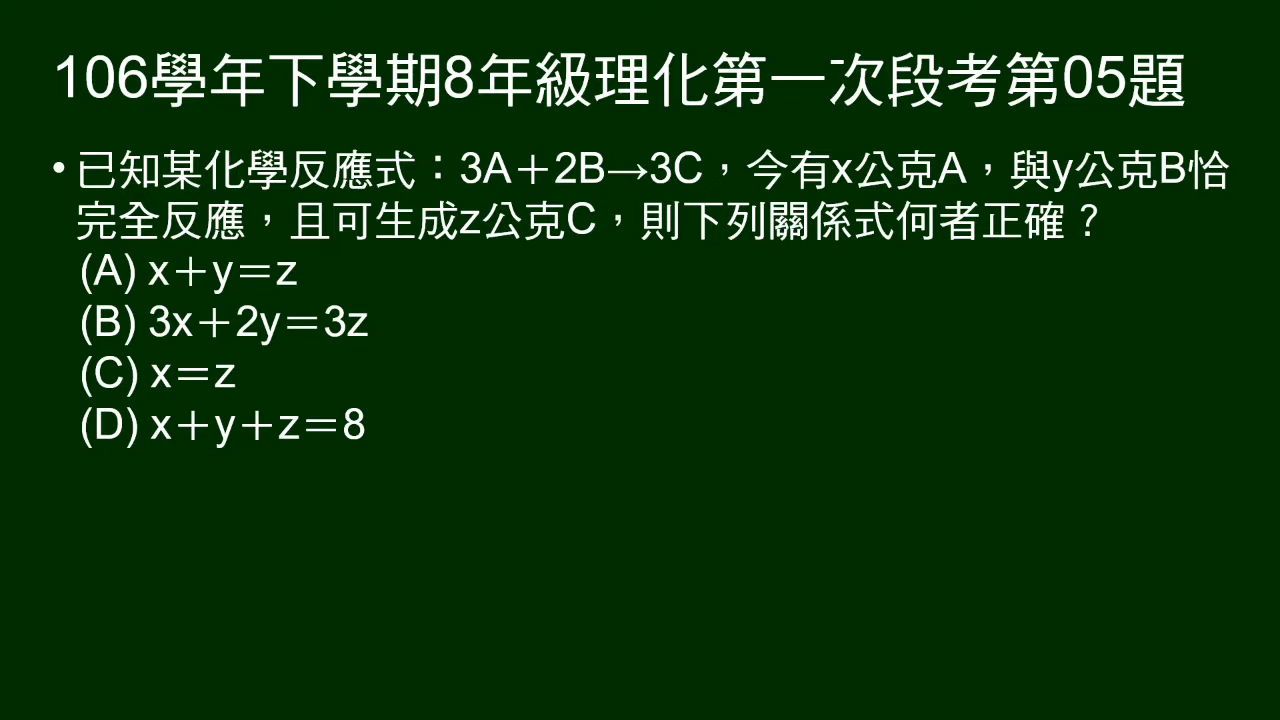 106學年下學期8年級理化第一次段考第05題
• 已知某化學反應式：3A＋2B→3C，今有x公克A，與y公克B恰
完全反應，且可生成z公克C，則下列關係式何者正確？
(A) x＋y＝z
(B) 3x＋2y＝3z
(C) x＝z
(D) x＋y＋z＝8